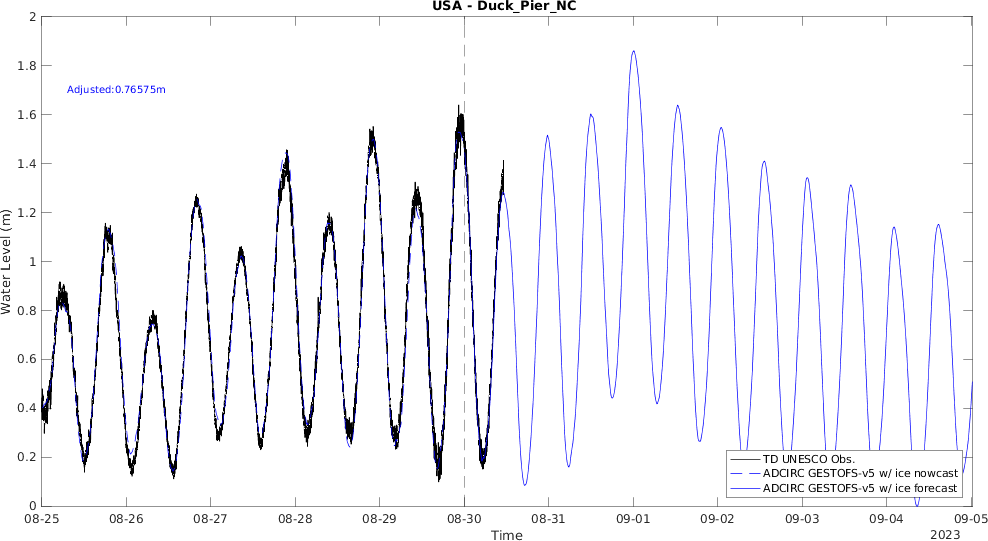 USA - Duck_Pier_NC
2
1.8
1.6
1.4
1.2
1
0.8
0.6
0.4
0.2
0
Water Level (m)
Adjusted:0.76575m
TD UNESCO Obs.
ADCIRC GESTOFS-v5 w/ ice nowcast
ADCIRC GESTOFS-v5 w/ ice forecast
08-25 08-26 08-27 08-28 08-29 08-30 08-31 09-01 09-02 09-03 09-04 09-05
Time
2023